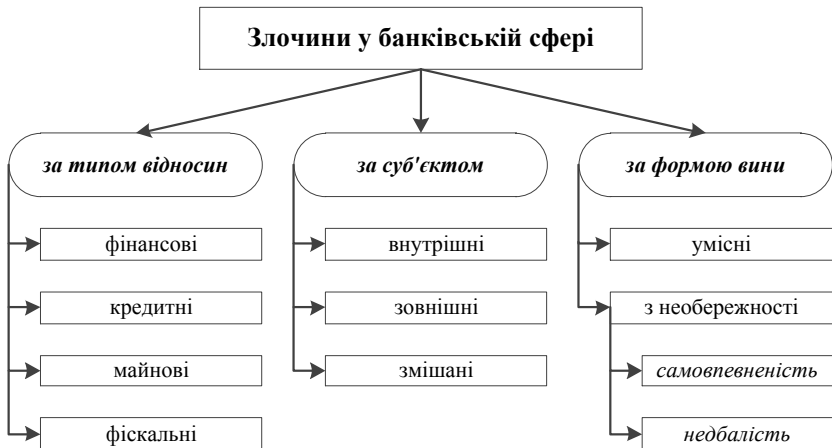 Злочини у банківській сфері
за типом відносин
фінансові
кредитні
майнові
фіскальні
за суб'єктом
внутрішні
зовнішні
змішані
за формою вини
умісні
з необережності
самовпевненість
недбалість